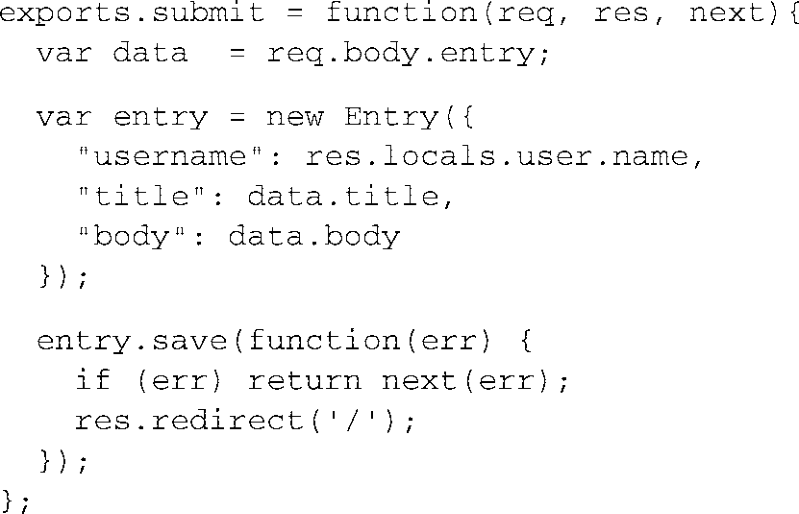 exports.submit = function(req, res, next){
  var data  = req.body.entry;
  var entry = new Entry({
    "username": res.locals.user.name,
    "title": data.title,
    "body": data.body
  });
  entry.save(function(err) {
    if (err) return next(err);
    res.redirect('/');
  });
};